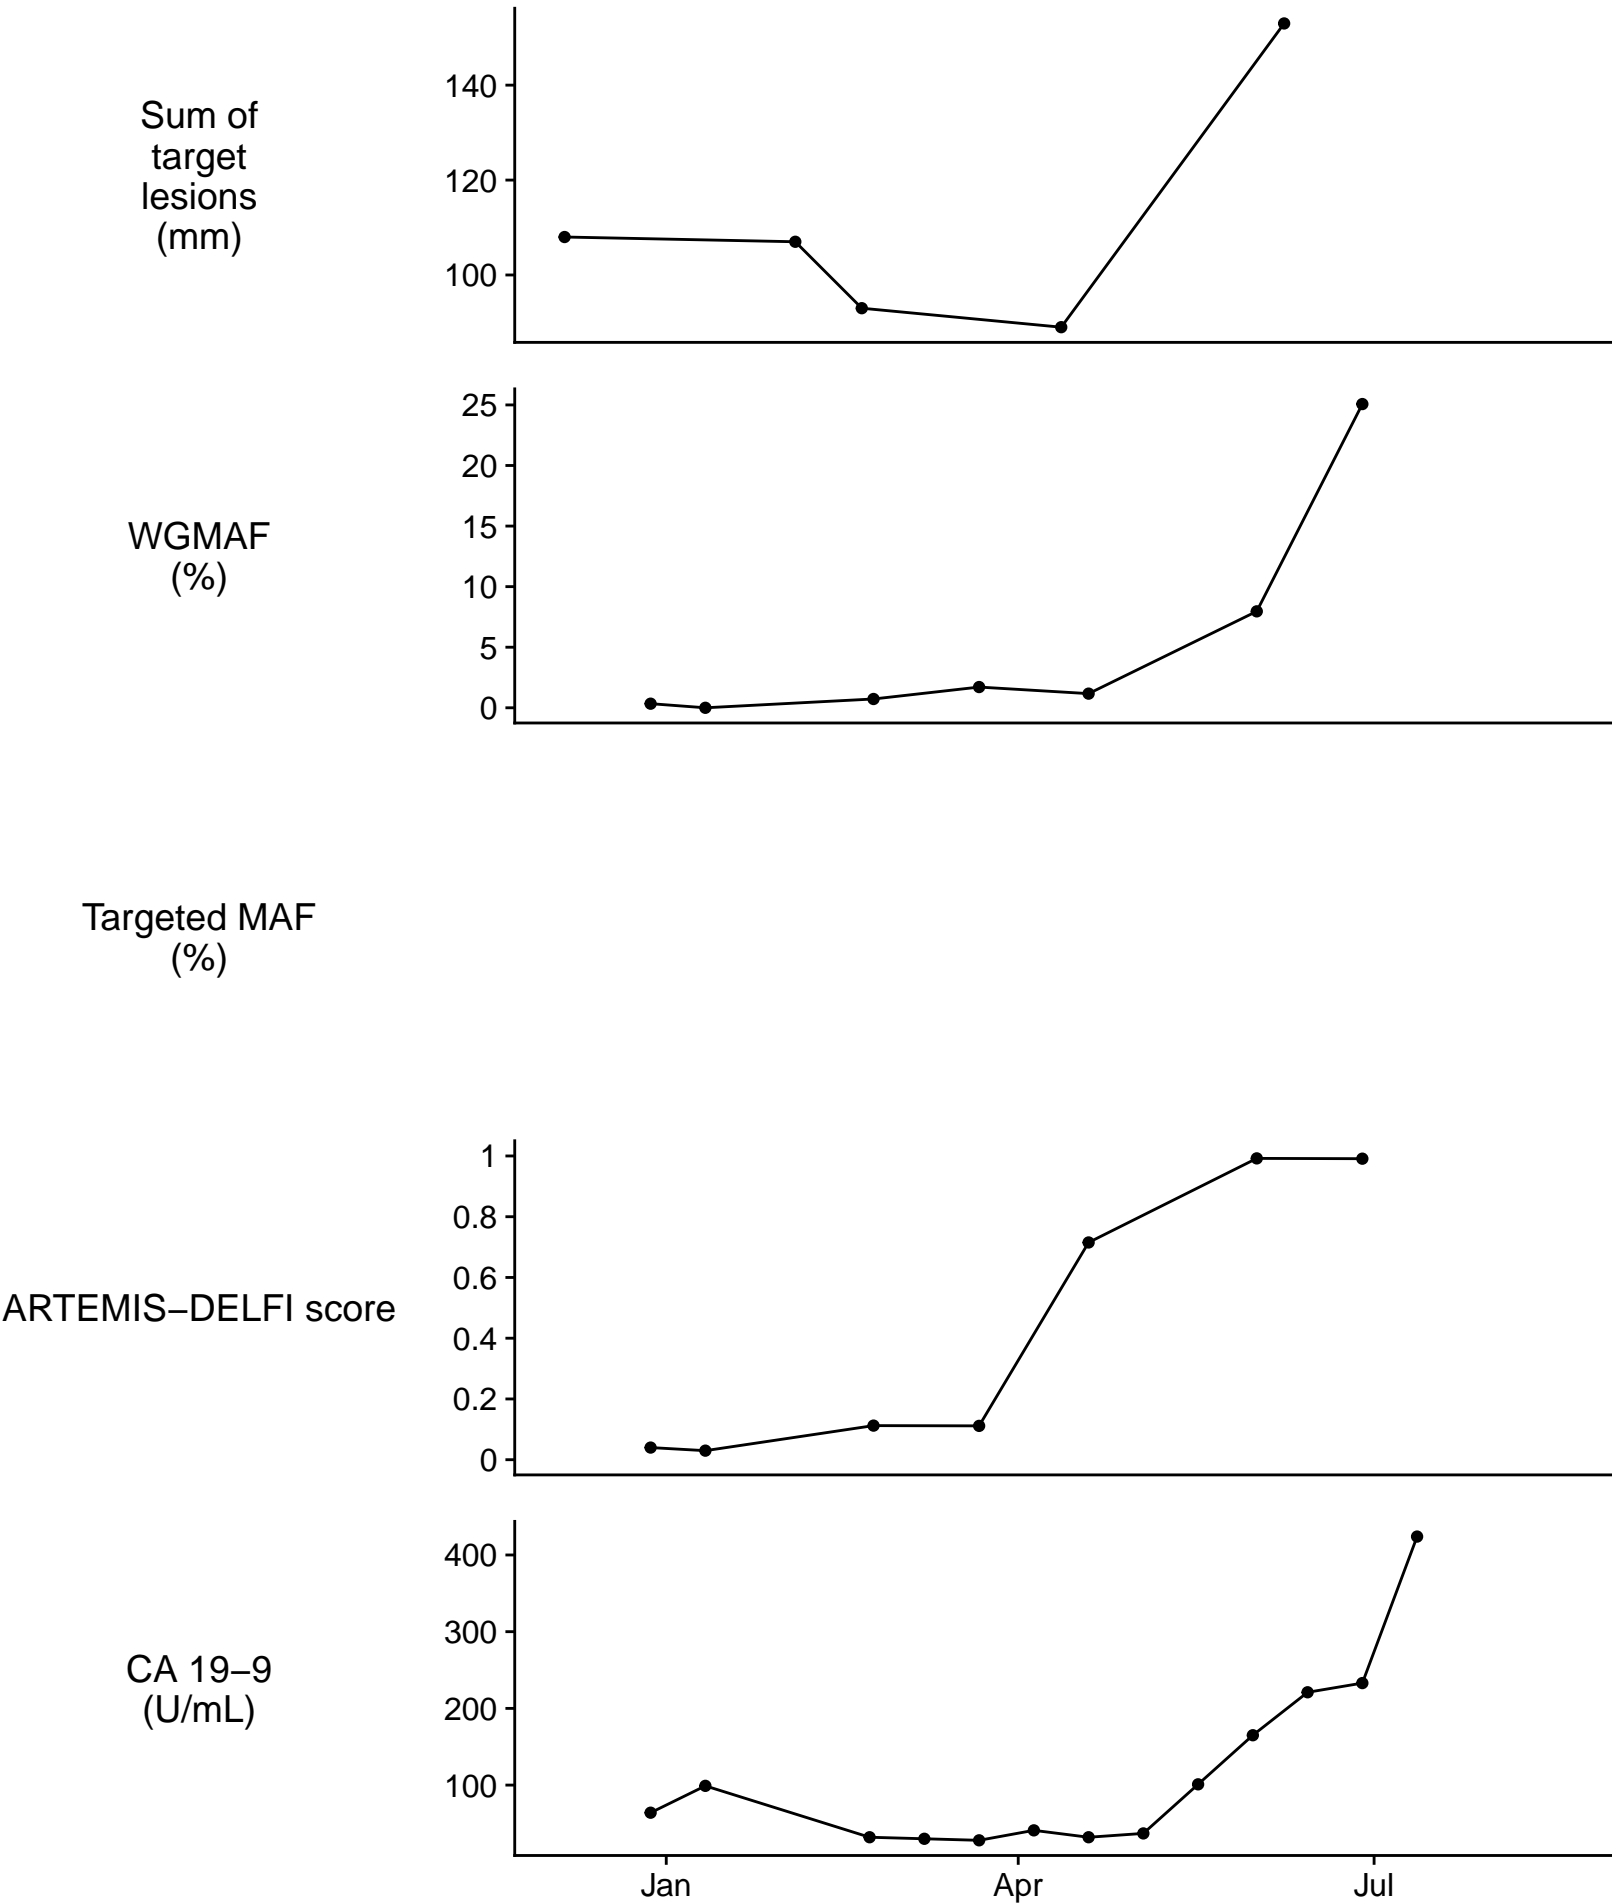 Sum of
target
lesions
(mm)
140
120
100
WGMAF
(%)
25
20
15
10
5
0
Targeted MAF
(%)
ARTEMIS−DELFI score
1
0.8
0.6
0.4
0.2
0
CA 19−9
(U/mL)
400
300
200
100
Jan Apr Jul